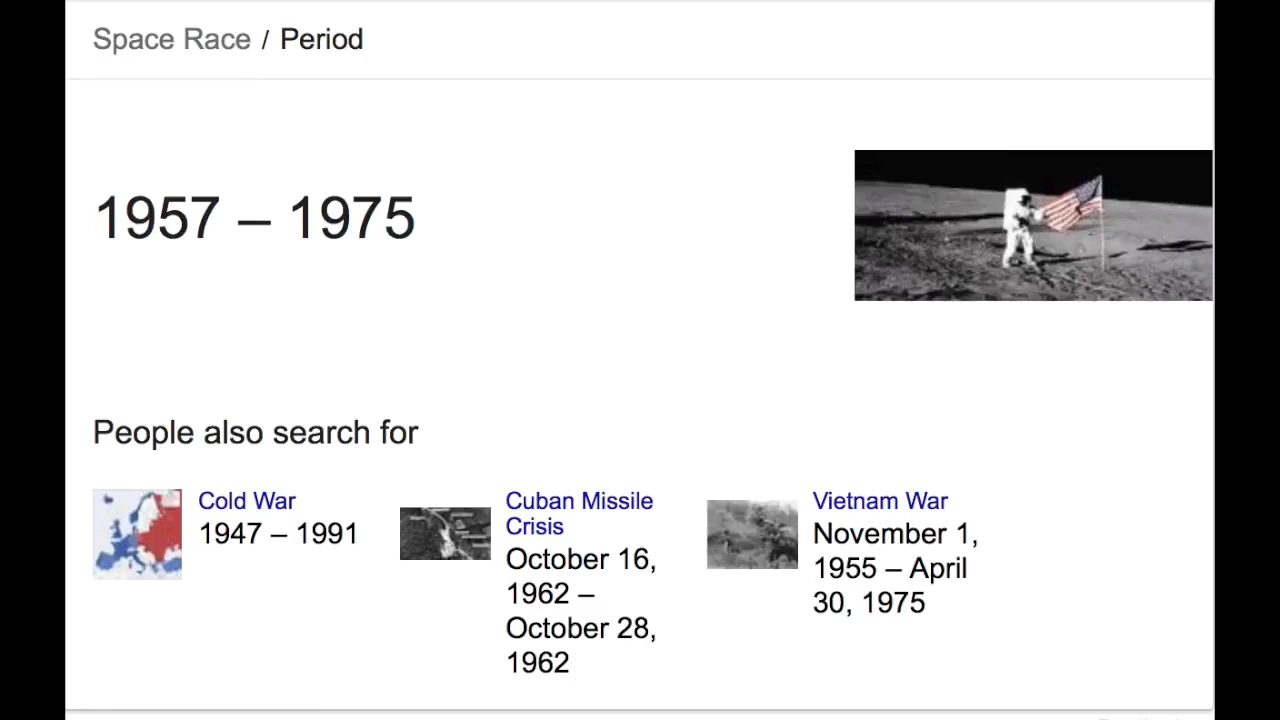 Space Race / Period
1957 – 1975
People also search for
Cold War
1947 – 1991
Cuban Missile
Crisis
October 16,
1962 –
October 28,
1962
Vietnam War
November 1,
1955 – April
30, 1975